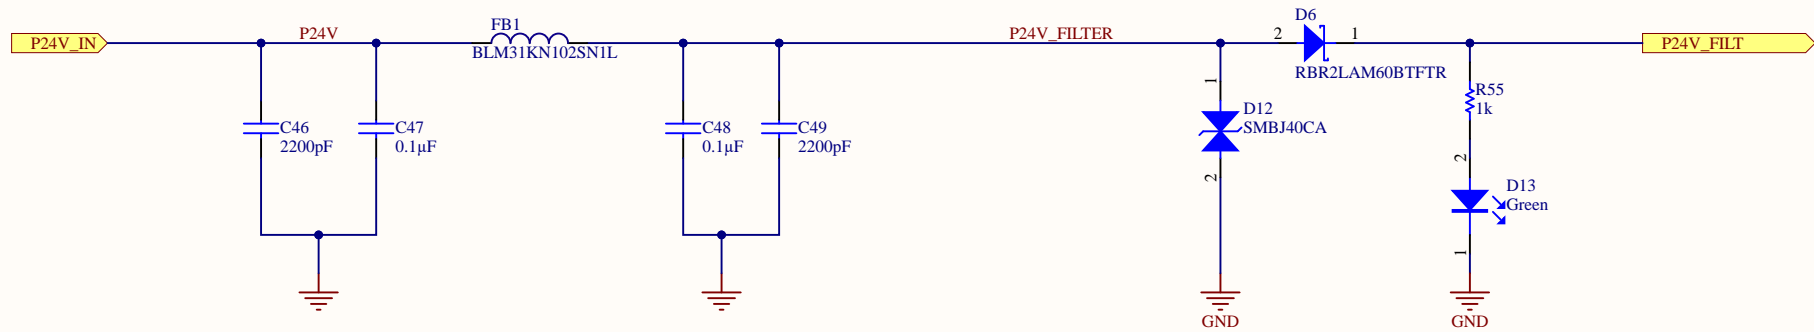 P24V_IN
P24V
FB1
BLM31KN102SN1L
P24V_FILTER
D6
2
1
RBR2LAM60BTFTR
P24V_FILT
C46
2200pF
C47
0.1µF
C48
0.1µF
C49
2200pF
1
D12
SMBJ40CA
2
R55
1k
2
D13
Green
1
GND
GND